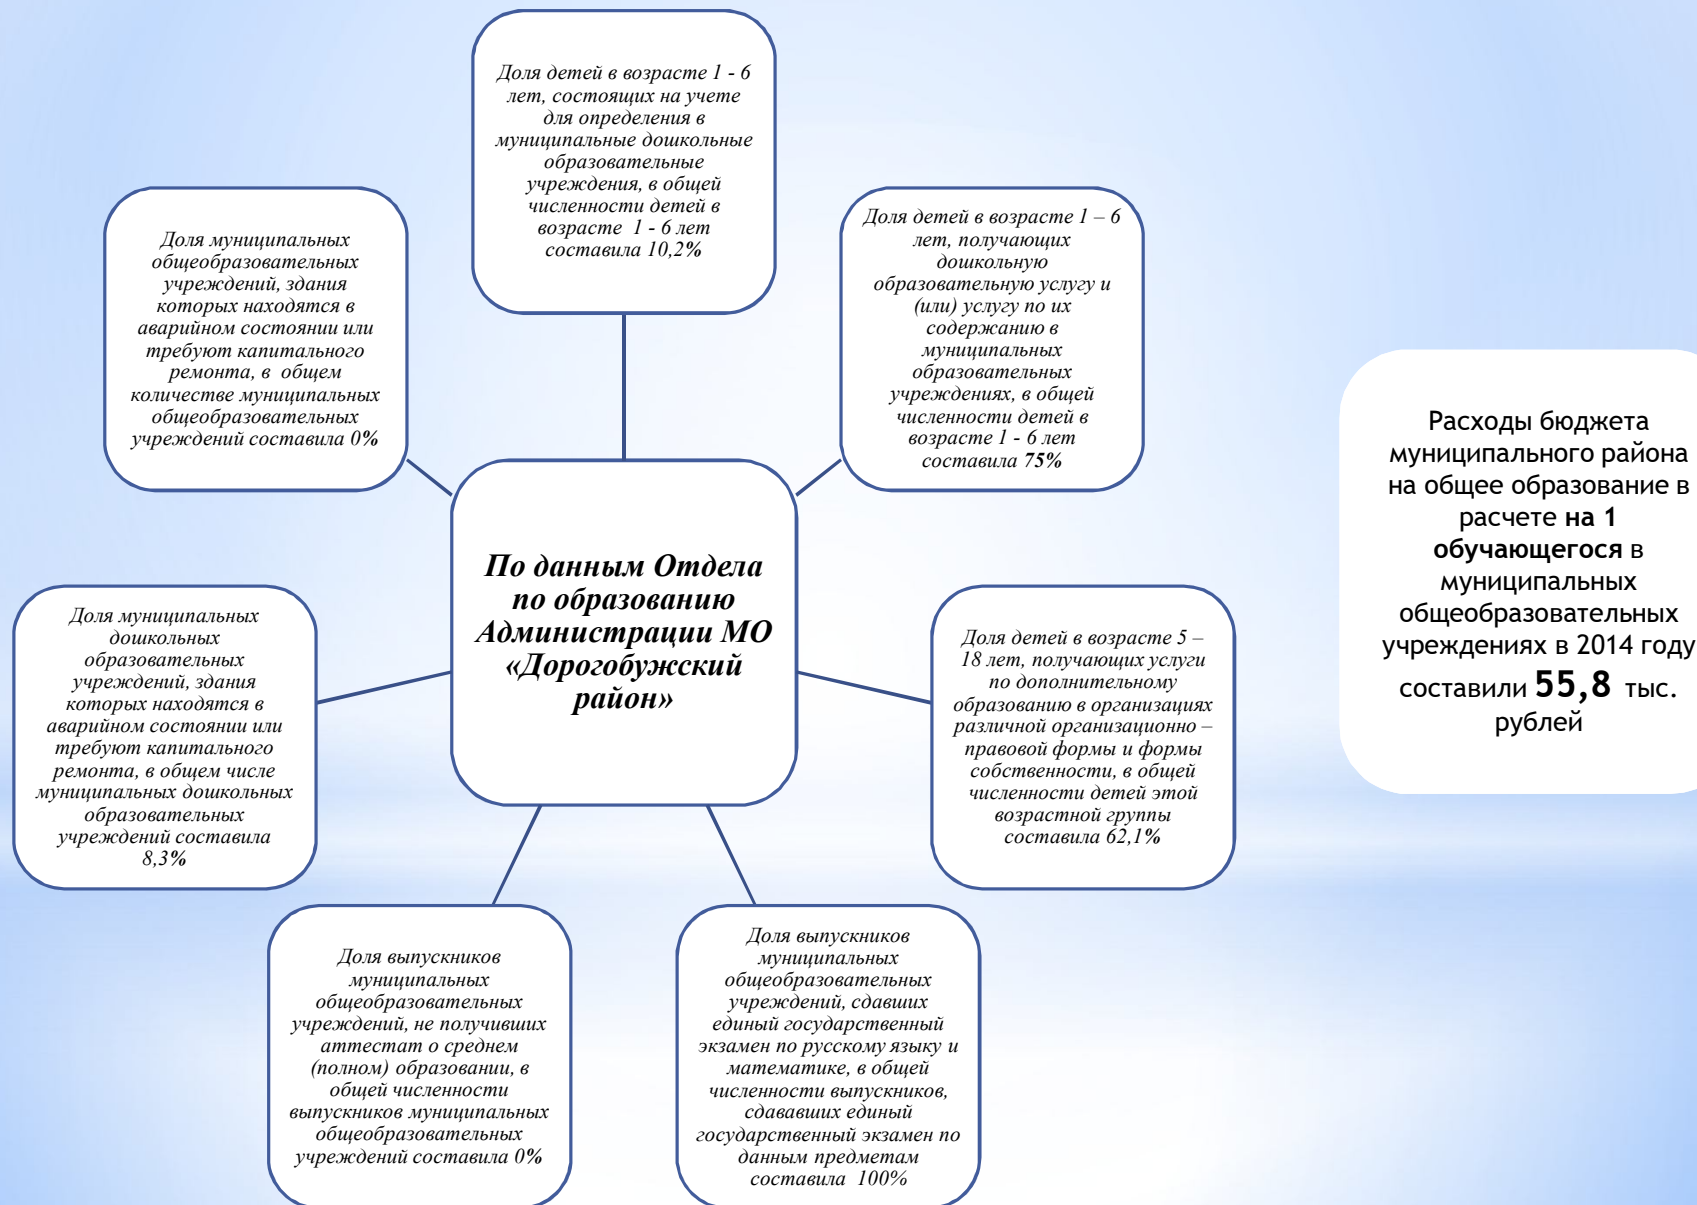 Доля детей в возрасте 1 - 6
лет, состоящих на учете
для определения в
муниципальные дошкольные
образовательные
учреждения, в общей
численности детей в
возрасте 1 - 6 лет
составила 10,2%
Доля детей в возрасте 1 – 6
лет, получающих
дошкольную
образовательную услугу и
(или) услугу по их
содержанию в
муниципальных
образовательных
учреждениях, в общей
численности детей в
возрасте 1 - 6 лет
составила 75%
Доля детей в возрасте 5 –
18 лет, получающих услуги
по дополнительному
образованию в организациях
различной организационно –
правовой формы и формы
собственности, в общей
численности детей этой
возрастной группы
составила 62,1%
Доля выпускников
муниципальных
общеобразовательных
учреждений, сдавших
единый государственный
экзамен по русскому языку и
математике, в общей
численности выпускников,
сдававших единый
государственный экзамен по
данным предметам
составила 100%
Доля выпускников
муниципальных
общеобразовательных
учреждений, не получивших
аттестат о среднем
(полном) образовании, в
общей численности
выпускников муниципальных
общеобразовательных
учреждений составила 0%
Доля муниципальных
дошкольных
образовательных
учреждений, здания
которых находятся в
аварийном состоянии или
требуют капитального
ремонта, в общем числе
муниципальных дошкольных
образовательных
учреждений составила
8,3%
Доля муниципальных
общеобразовательных
учреждений, здания
которых находятся в
аварийном состоянии или
требуют капитального
ремонта, в общем
количестве муниципальных
общеобразовательных
учреждений составила 0%
По данным Отдела
по образованию
Администрации МО
«Дорогобужский
район»
Расходы бюджета
муниципального района
на общее образование в
расчете на 1
обучающегося в
муниципальных
общеобразовательных
учреждениях в 2014 году
составили 55,8 тыс.
рублей